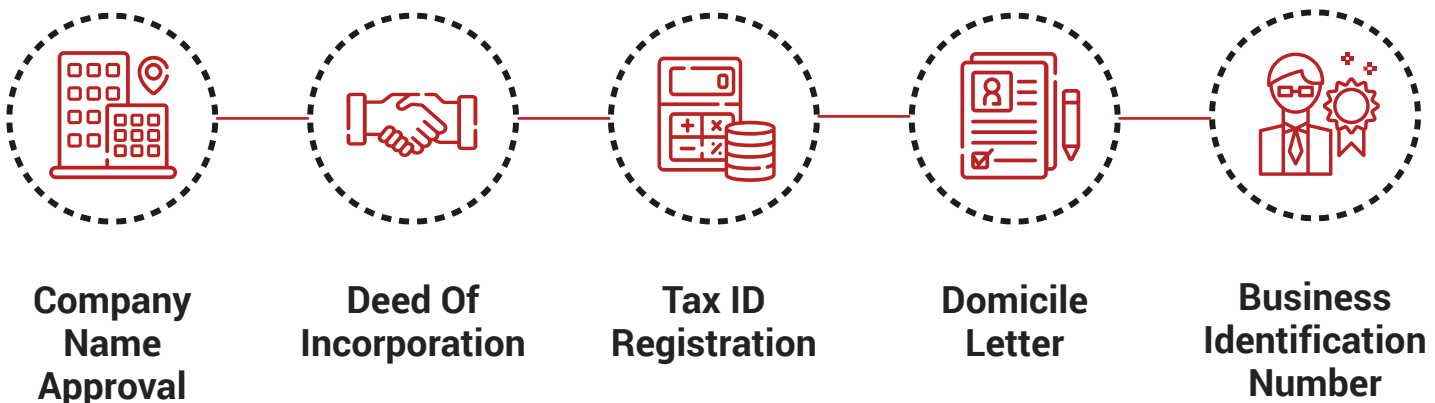 Company
Name
Approval
Deed Of
Incorporation
Tax ID
Registration
Domicile
Letter
Business
Identification
Number